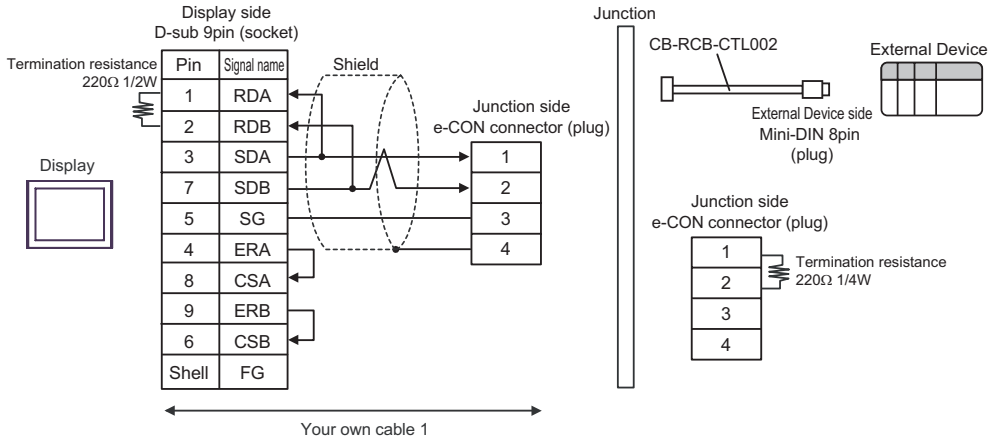 Display side
D-sub 9pin (socket)
Termination resistance
220Ω 1/2W
Pin Signal name
1 RDA
2 RDB
3 SDA
7 SDB
5 SG
4 ERA
8 CSA
9 ERB
6 CSB
Shell FG
Shield
Display
Junction side
e-CON connector (plug)
1
2
3
4
Your own cable 1
Junction
CB-RCB-CTL002
External Device
External Device side
Mini-DIN 8pin
(plug)
Junction side
e-CON connector (plug)
1
2
3
4
Termination resistance
220Ω 1/4W